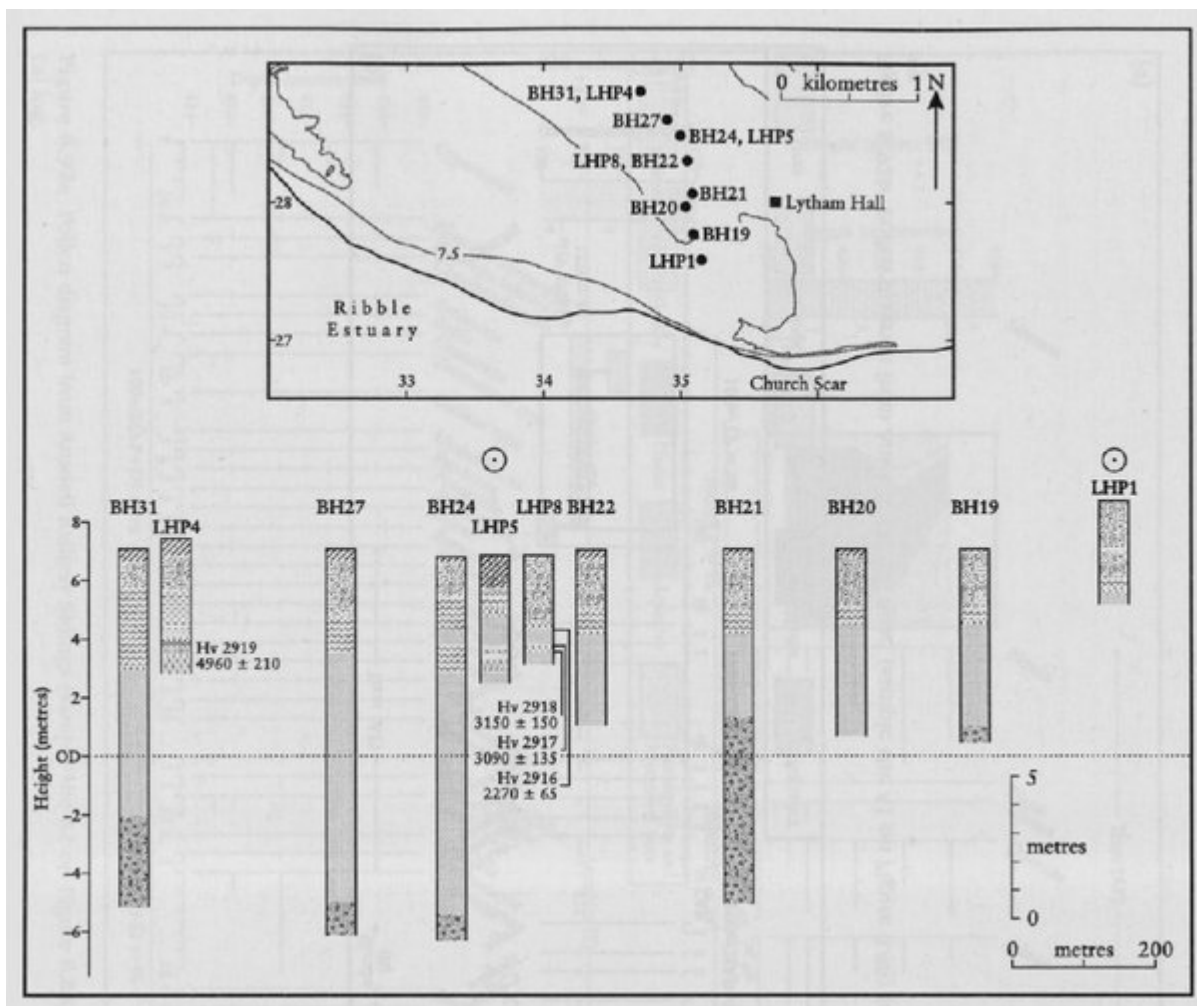 0 kilometres 1 N
BH31, LHP4
BH27
BH24, LHP5
LHP8, BH22
BH21
28
BH20
Lytham Hall
BH19
7.5
LHP1
Ribble
Estuary
27
33 34 35
Church Scar
BH31 BH27 BH24 LHP8 BH22 BH21 BH20 BH19 LHP1
LHP4 LHP5
8
6
4
2
OD
-2
-4
-6
Height (metres)
Hv 2919
4960 ± 210
Hv 2918
3150 ± 150
Hv 2917
3090 ± 135
Hv 2916
2270 ± 65
5
metres
0
0 metres 200